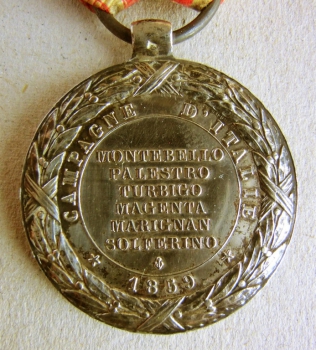 CAMPAGNE D'ITALIE
MONTEBELLO
PALESTRO
TURBIGO
MAGENTA
MARIGNAN
SOLFERINO
1859